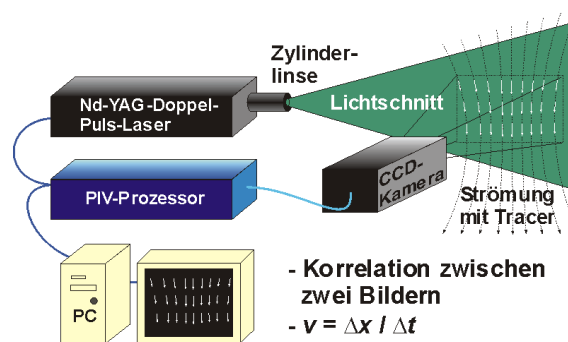 Zylinder-
linse
Nd-YAG-Doppel-
Puls-Laser
Lichtschnitt
CCD-
Kamera
PIV-Prozessor
Strömung
mit Tracer
PC
- Korrelation zwischen
zwei Bildern
- v = Δx / Δt